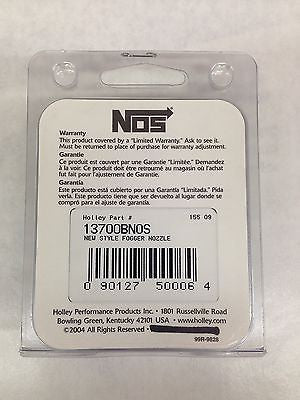 NOS
Warranty
This product covered by a "Limited Warranty." Ask to see it.
Must be returned to place of purchase for warranty adjustment.
Garantie
Ce produit est couvert par une Garantie "Limitée." Demandez
à la voir. Ce produit doit être retourné au magasin où l'achat
fut fait pour l'ajustement de Garantie.
Garantía
Este producto está cubierto por una Garantía "Limitada." Pida
verla. Este producto tiene que ser devuelto al lugar donde se
compró para el ajuste de Garantía.
Holley Part # 155 09
13700BNOS
NEW STYLE FOGGER NOZZLE
0 90127 50006 4
Holley Performance Products Inc. • 1801 Russellville Road
Bowling Green, Kentucky 42101 USA • www.holley.com
©2004 All Rights Reserved •
99R-9828